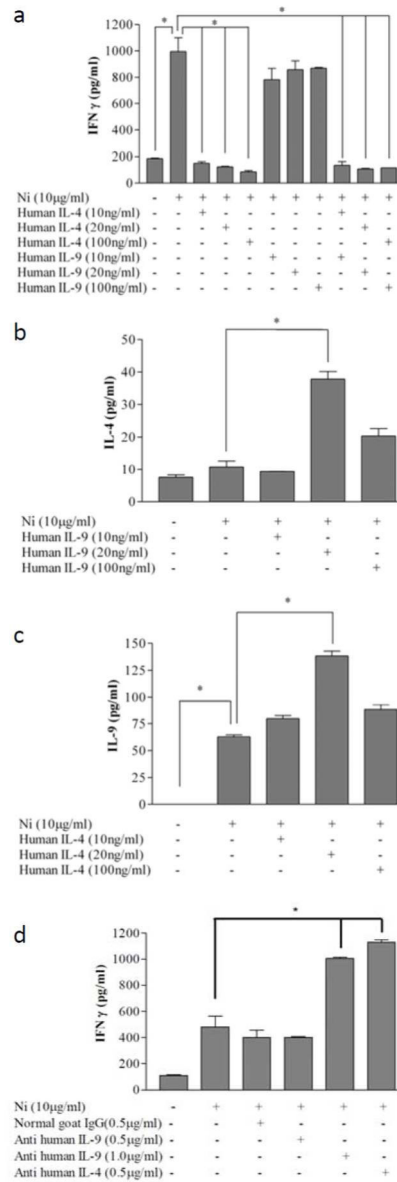 a
*
*
*
IFN γ (pg/ml)
1200
1000
800
600
400
200
0
Ni (10μg/ml) - + + + + + + + + + +
Human IL-4 (10ng/ml) - - + - - - - - + - -
Human IL-4 (20ng/ml) - - - + - - - - - + -
Human IL-4 (100ng/ml) - - - - + - - - - - +
Human IL-9 (10ng/ml) - - - - - + - - + - -
Human IL-9 (20ng/ml) - - - - - - + - - + -
Human IL-9 (100ng/ml) - - - - - - - + - - +
b
*
IL-4 (pg/ml)
50
40
30
20
10
0
Ni (10μg/ml) - + + + +
Human IL-9 (10ng/ml) - - + - -
Human IL-9 (20ng/ml) - - - + -
Human IL-9 (100ng/ml) - - - - +
c
*
*
IL-9 (pg/ml)
150
125
100
75
50
25
0
Ni (10μg/ml) - + + + +
Human IL-4 (10ng/ml) - - + - -
Human IL-4 (20ng/ml) - - - + -
Human IL-4 (100ng/ml) - - - - +
d
*
IFN γ (pg/ml)
1200
1000
800
600
400
200
0
Ni (10μg/ml) - + + + + +
Normal goat IgG(0.5μg/ml) - - + - - -
Anti human IL-9 (0.5μg/ml) - - - + - -
Anti human IL-9 (1.0μg/ml) - - - - + -
Anti human IL-4 (0.5μg/ml) - - - - - +